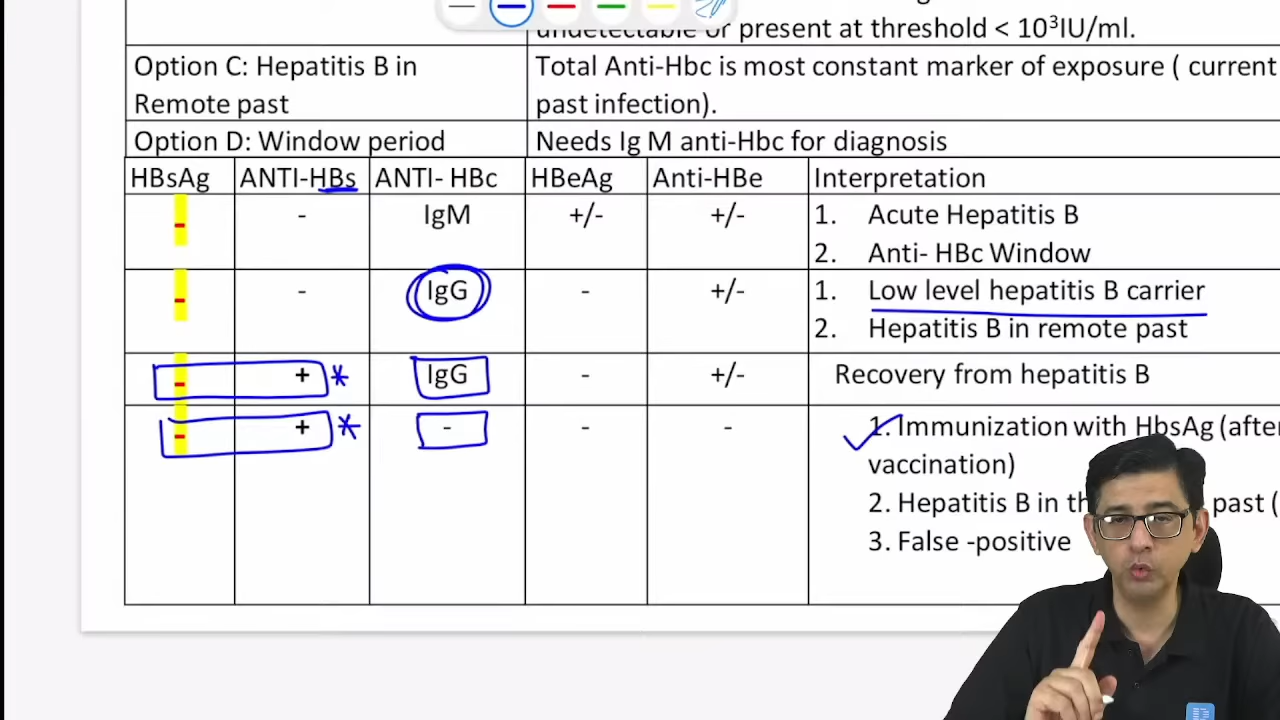 undetectable or present at threshold < 10³IU/ml.
Option C: Hepatitis B in
Remote past
Total Anti-Hbc is most constant marker of exposure ( current
past infection).
Option D: Window period
Needs Ig M anti-Hbc for diagnosis
HBsAg ANTI-HBs ANTI- HBc HBeAg Anti-HBe Interpretation
- - IgM +/- +/- 1. Acute Hepatitis B
2. Anti- HBc Window
- - IgG - +/- 1. Low level hepatitis B carrier
2. Hepatitis B in remote past
- + * IgG - +/- Recovery from hepatitis B
- + * - - - 1. Immunization with HbsAg (after
vaccination)
2. Hepatitis B in the past (
3. False -positive